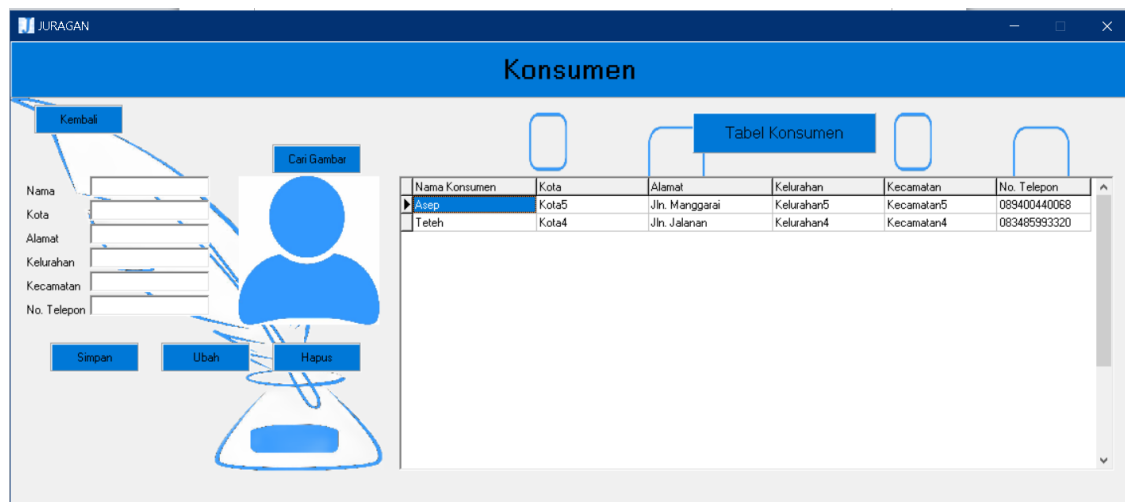 JURAGAN
Konsumen
Kembali
Cari Gambar
Tabel Konsumen
Nama
Kota
Alamat
Kelurahan
Kecamatan
No. Telepon
Simpan Ubah Hapus
Nama Konsumen Kota Alamat Kelurahan Kecamatan No. Telepon
Asep Kota5 Jln. Manggarai Kelurahan5 Kecamatan5 089400440068
Teteh Kota4 Jln. Jalanan Kelurahan4 Kecamatan4 083485993320